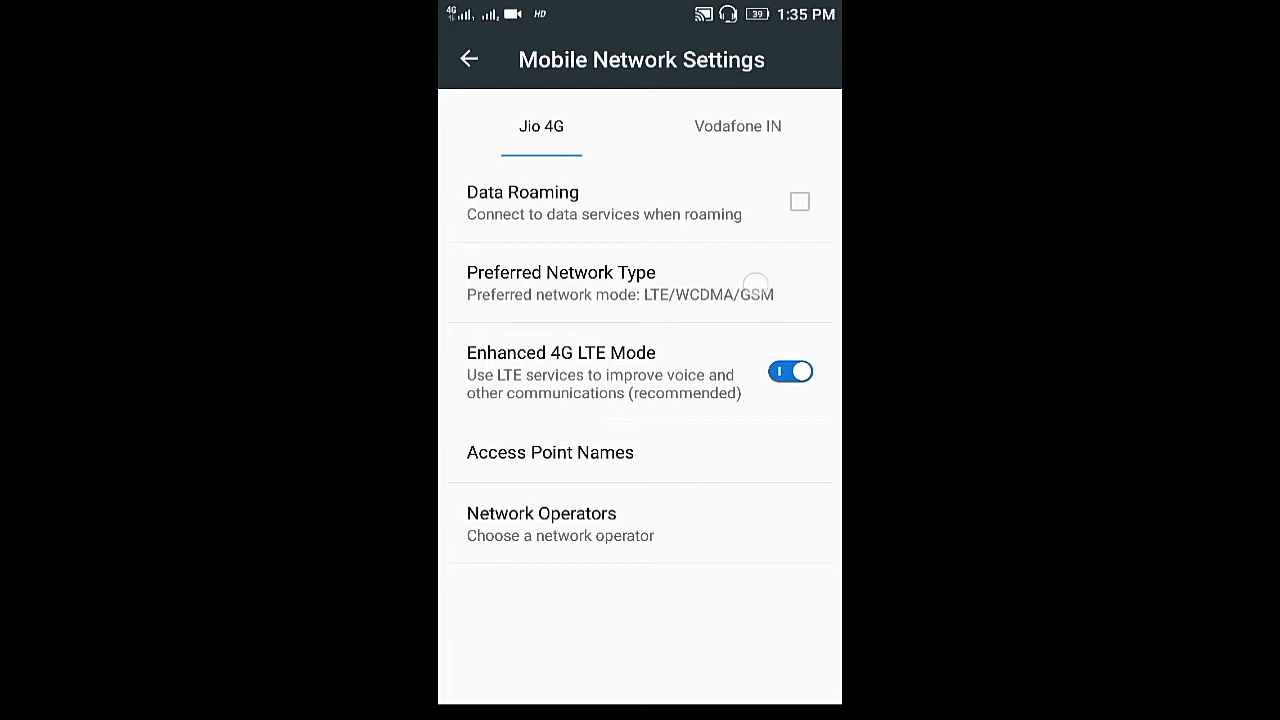 4G HD 39 1:35 PM
Mobile Network Settings
Jio 4G Vodafone IN
Data Roaming
Connect to data services when roaming
Preferred Network Type
Preferred network mode: LTE/WCDMA/GSM
Enhanced 4G LTE Mode
Use LTE services to improve voice and
other communications (recommended)
Access Point Names
Network Operators
Choose a network operator